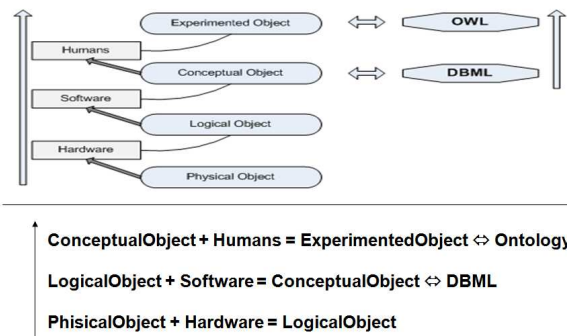 Experimented Object
OWL
Humans
Conceptual Object
DBML
Software
Logical Object
Hardware
Physical Object
ConceptualObject + Humans = ExperimentedObject ⇔ Ontology
LogicalObject + Software = ConceptualObject ⇔ DBML
PhisicalObject + Hardware = LogicalObject